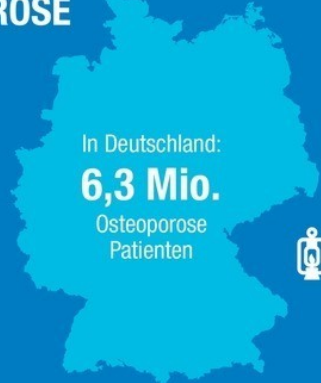 ROSE
In Deutschland:
6,3 Mio.
Osteoporose
Patienten